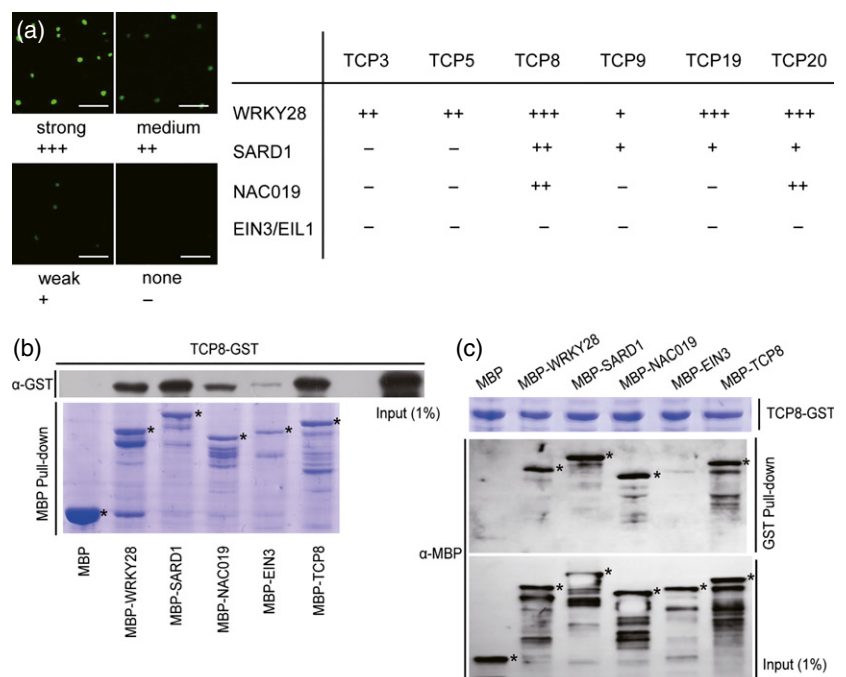 (a)
strong
+++
medium
++
weak
+
none
–
TCP3 TCP5 TCP8 TCP9 TCP19 TCP20
WRKY28 ++ ++ +++ + +++ +++
SARD1 – – ++ + + +
NAC019 – – ++ – – ++
EIN3/EIL1 – – – – – –
(b)
TCP8-GST
α-GST
Input (1%)
MBP Pull-down
*
*
*
*
*
*
MBP
MBP-WRKY28
MBP-SARD1
MBP-NAC019
MBP-EIN3
MBP-TCP8
(c)
MBP
MBP-WRKY28
MBP-SARD1
MBP-NAC019
MBP-EIN3
MBP-TCP8
TCP8-GST
*
*
*
*
GST Pull-down
α-MBP
*
*
*
*
*
*
Input (1%)